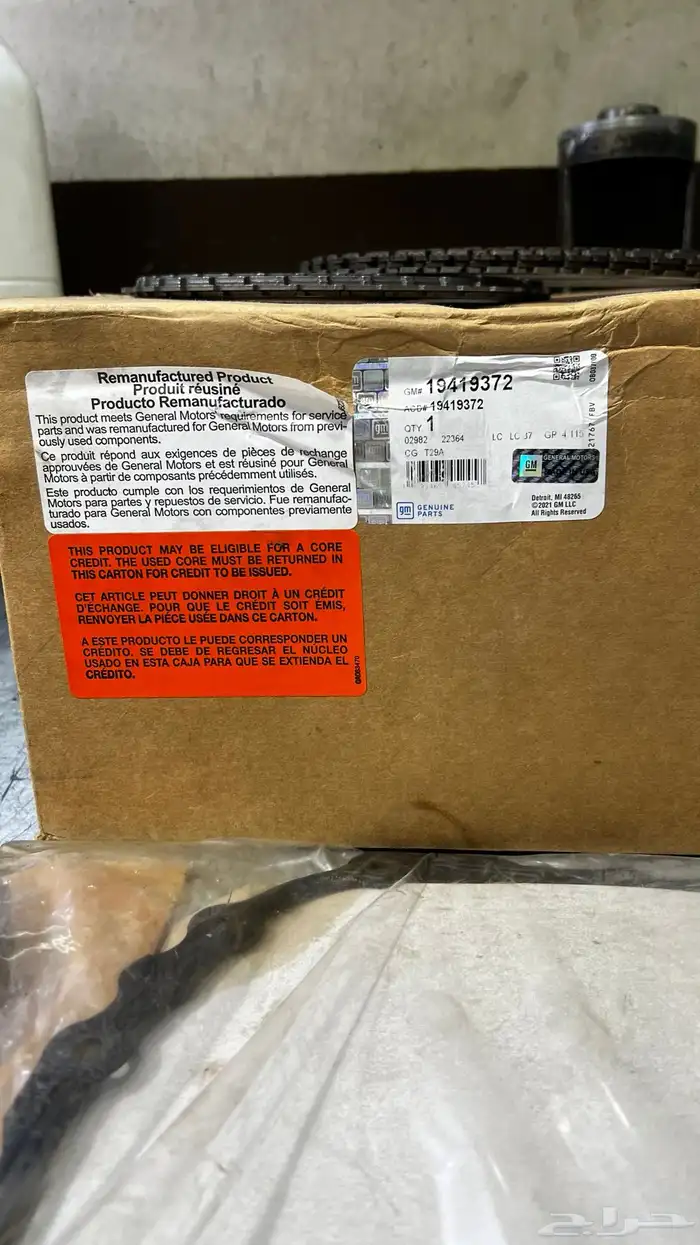 Remanufactured Product
Produit réusiné
Producto Remanufacturado
This product meets General Motors' requirements for service
parts and was remanufactured for General Motors from previ-
ously used components.
Ce produit répond aux exigences de pièces de rechange
approuvées de General Motors et est réusiné pour General
Motors à partir de composants précédemment utilisés.
Este producto cumple con los requerimientos de General
Motors para partes y repuestos de servicio. Fue remanufac-
turado para General Motors con componentes previamente
usados.
GM# 19419372
ACD# 19419372
QTY 1
02982 22364
LC LC 07 GP 4 115
CG T29A
gm GENUINE
PARTS
GM GENERAL MOTORS
Detroit, MI 48265
©2021 GM LLC
All Rights Reserved
21767 FBV
THIS PRODUCT MAY BE ELIGIBLE FOR A CORE
CREDIT. THE USED CORE MUST BE RETURNED IN
THIS CARTON FOR CREDIT TO BE ISSUED.
CET ARTICLE PEUT DONNER DROIT À UN CRÉDIT
D'ÉCHANGE. POUR QUE LE CRÉDIT SOIT ÉMIS,
RENVOYER LA PIÈCE USÉE DANS CE CARTON.
A ESTE PRODUCTO LE PUEDE CORRESPONDER UN
CRÉDITO. SE DEBE DE REGRESAR EL NÚCLEO
USADO EN ESTA CAJA PARA QUE SE EXTIENDA EL
CRÉDITO.
حراج